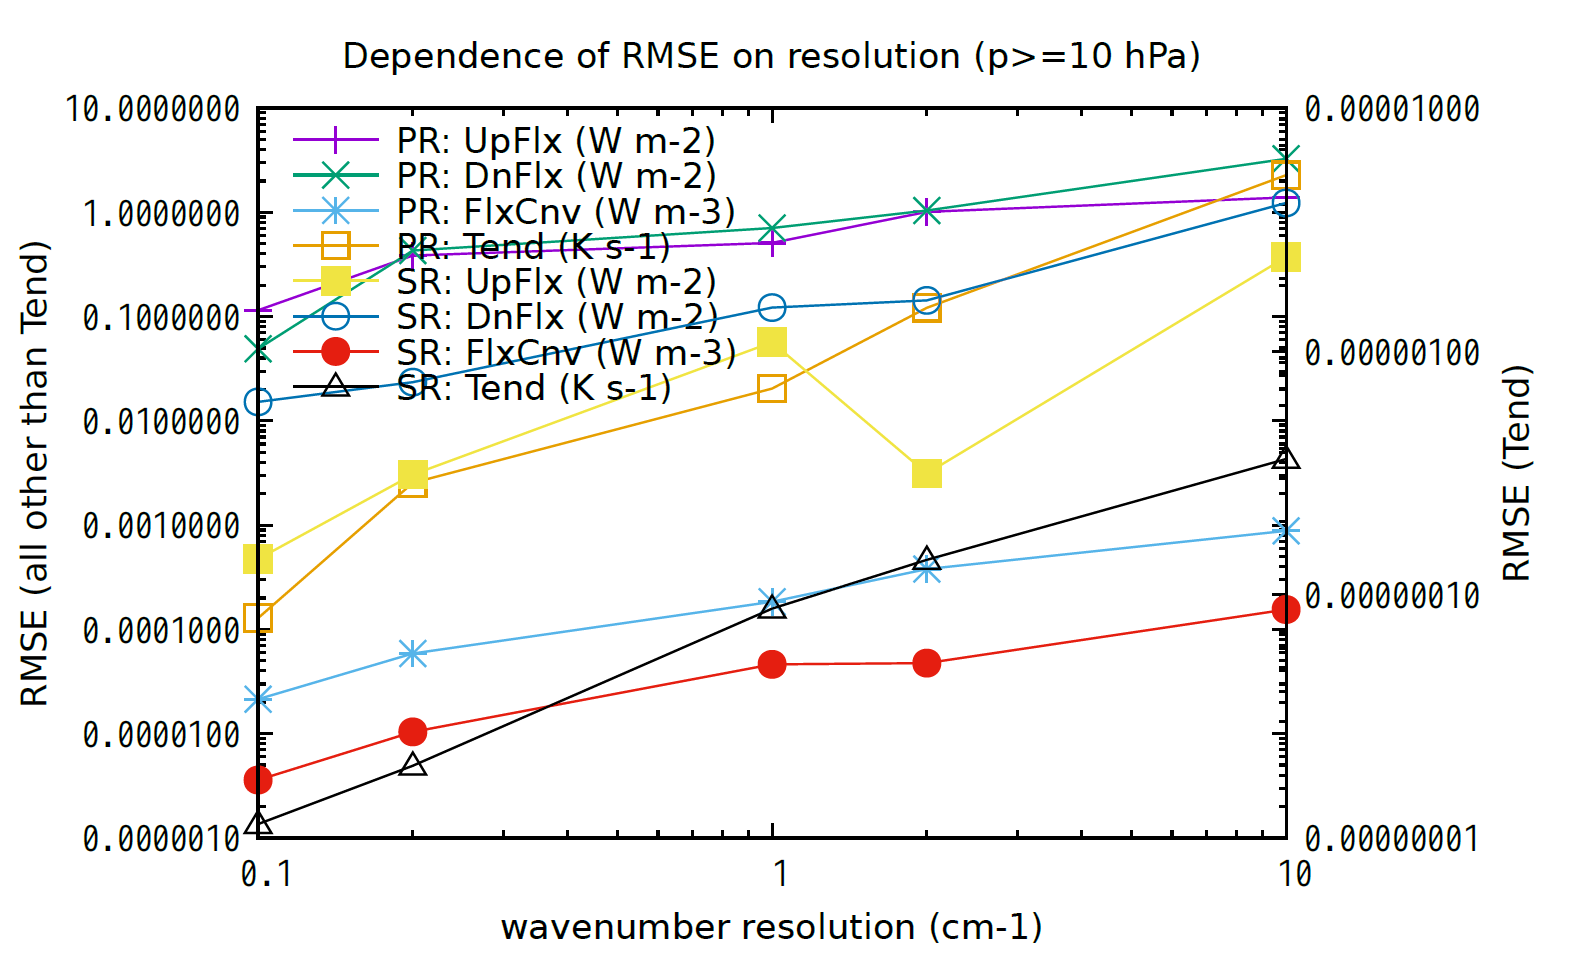 Dependence of RMSE on resolution (p>=10 hPa)
10.0000000
1.0000000
0.1000000
0.0100000
0.0010000
0.0001000
0.0000100
0.0000010
RMSE (all other than Tend)
PR: UpFlx (W m-2)
PR: DnFlx (W m-2)
PR: FlxCnv (W m-3)
PR: Tend (K s-1)
SR: UpFlx (W m-2)
SR: DnFlx (W m-2)
SR: FlxCnv (W m-3)
SR: Tend (K s-1)
0.00001000
0.00000100
0.00000010
0.00000001
RMSE (Tend)
0.1 1 10
wavenumber resolution (cm-1)